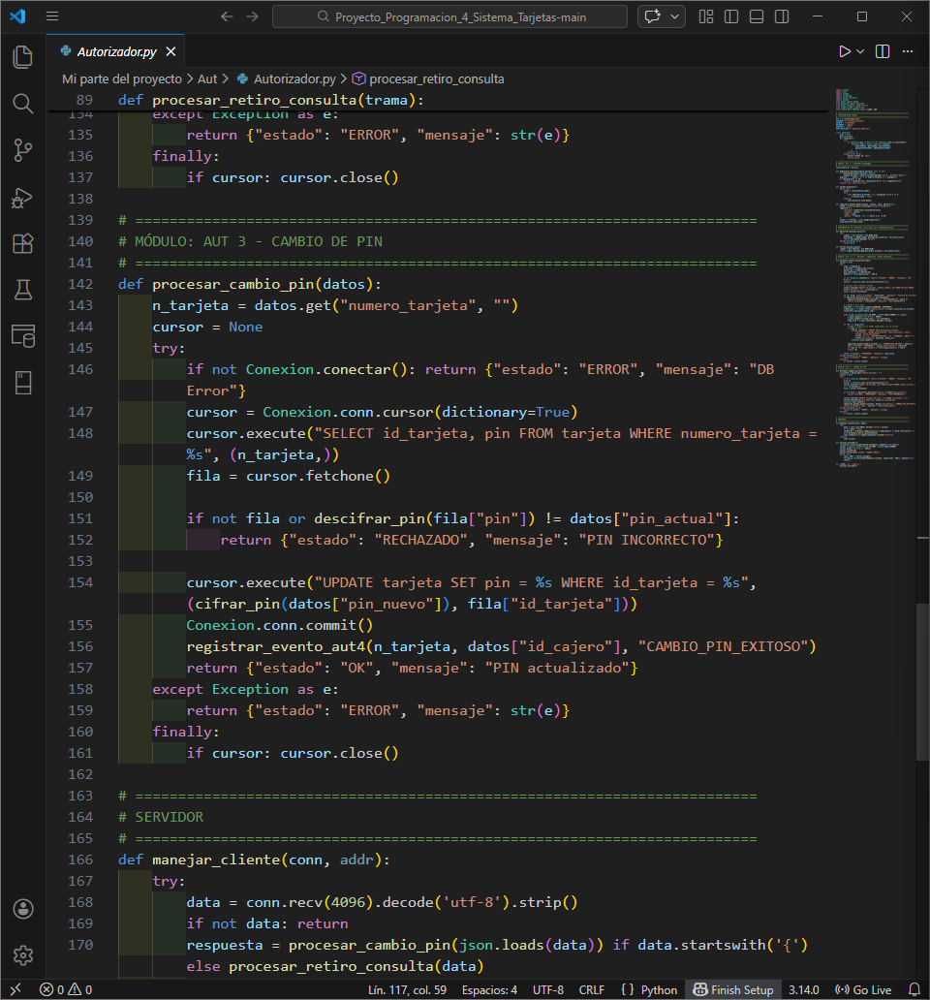 Proyecto_Programacion_4_Sistema_Tarjetas-main
Autorizador.py
Mi parte del proyecto > Aut > Autorizador.py > procesar_retiro_consulta
89 def procesar_retiro_consulta(trama):
134 except Exception as e:
135 return {"estado": "ERROR", "mensaje": str(e)}
136 finally:
137 if cursor: cursor.close()
138
139 # =========================================================================
140 # MÓDULO: AUT 3 - CAMBIO DE PIN
141 # =========================================================================
142 def procesar_cambio_pin(datos):
143 n_tarjeta = datos.get("numero_tarjeta", "")
144 cursor = None
145 try:
146 if not Conexion.conectar(): return {"estado": "ERROR", "mensaje": "DB
Error"}
147 cursor = Conexion.conn.cursor(dictionary=True)
148 cursor.execute("SELECT id_tarjeta, pin FROM tarjeta WHERE numero_tarjeta =
%s", (n_tarjeta,))
149 fila = cursor.fetchone()
150
151 if not fila or descifrar_pin(fila["pin"]) != datos["pin_actual"]:
152 return {"estado": "RECHAZADO", "mensaje": "PIN INCORRECTO"}
153
154 cursor.execute("UPDATE tarjeta SET pin = %s WHERE id_tarjeta = %s",
(cifrar_pin(datos["pin_nuevo"]), fila["id_tarjeta"]))
155 Conexion.conn.commit()
156 registrar_evento_aut4(n_tarjeta, datos["id_cajero"], "CAMBIO_PIN_EXITOSO")
157 return {"estado": "OK", "mensaje": "PIN actualizado"}
158 except Exception as e:
159 return {"estado": "ERROR", "mensaje": str(e)}
160 finally:
161 if cursor: cursor.close()
162
163 # =========================================================================
164 # SERVIDOR
165 # =========================================================================
166 def manejar_cliente(conn, addr):
167 try:
168 data = conn.recv(4096).decode('utf-8').strip()
169 if not data: return
170 respuesta = procesar_cambio_pin(json.loads(data)) if data.startswith('{')
else procesar_retiro_consulta(data)
0 0 Lín. 117, col. 59 Espacios: 4 UTF-8 CRLF { } Python Finish Setup 3.14.0 Go Live